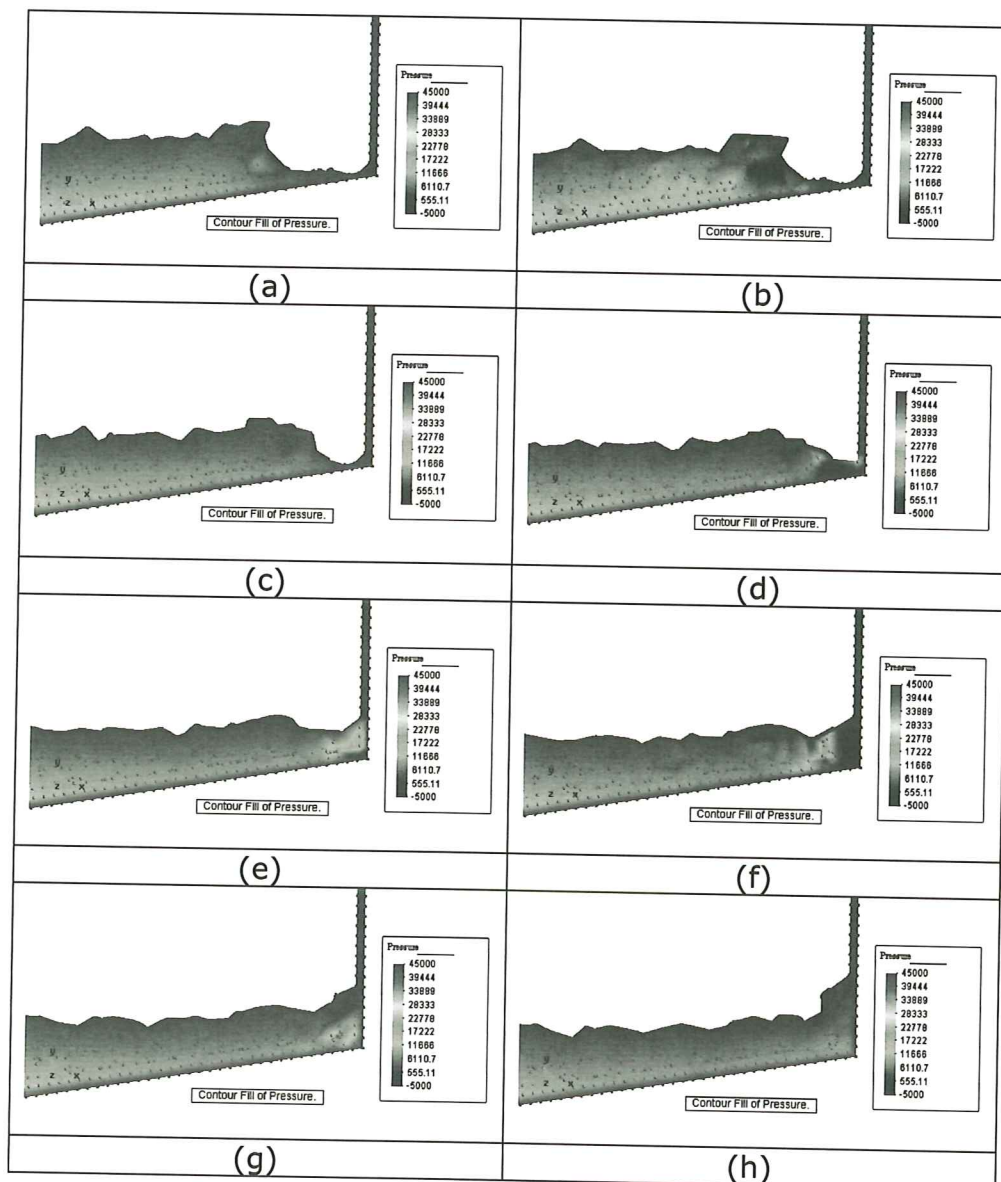 Pressure
45000
39444
33889
28333
22778
17222
11666
6110.7
555.11
-5000
y
z x
Contour Fill of Pressure.
(a)
Pressure
45000
39444
33889
28333
22778
17222
11666
6110.7
555.11
-5000
y
z x
Contour Fill of Pressure.
(b)
Pressure
45000
39444
33889
28333
22778
17222
11666
6110.7
555.11
-5000
y
z x
Contour Fill of Pressure.
(c)
Pressure
45000
39444
33889
28333
22778
17222
11666
6110.7
555.11
-5000
y
z x
Contour Fill of Pressure.
(d)
Pressure
45000
39444
33889
28333
22778
17222
11666
6110.7
555.11
-5000
y
z x
Contour Fill of Pressure.
(e)
Pressure
45000
39444
33889
28333
22778
17222
11666
6110.7
555.11
-5000
y
z x
Contour Fill of Pressure.
(f)
Pressure
45000
39444
33889
28333
22778
17222
11666
6110.7
555.11
-5000
y
z x
Contour Fill of Pressure.
(g)
Pressure
45000
39444
33889
28333
22778
17222
11666
6110.7
555.11
-5000
y
z x
Contour Fill of Pressure.
(h)